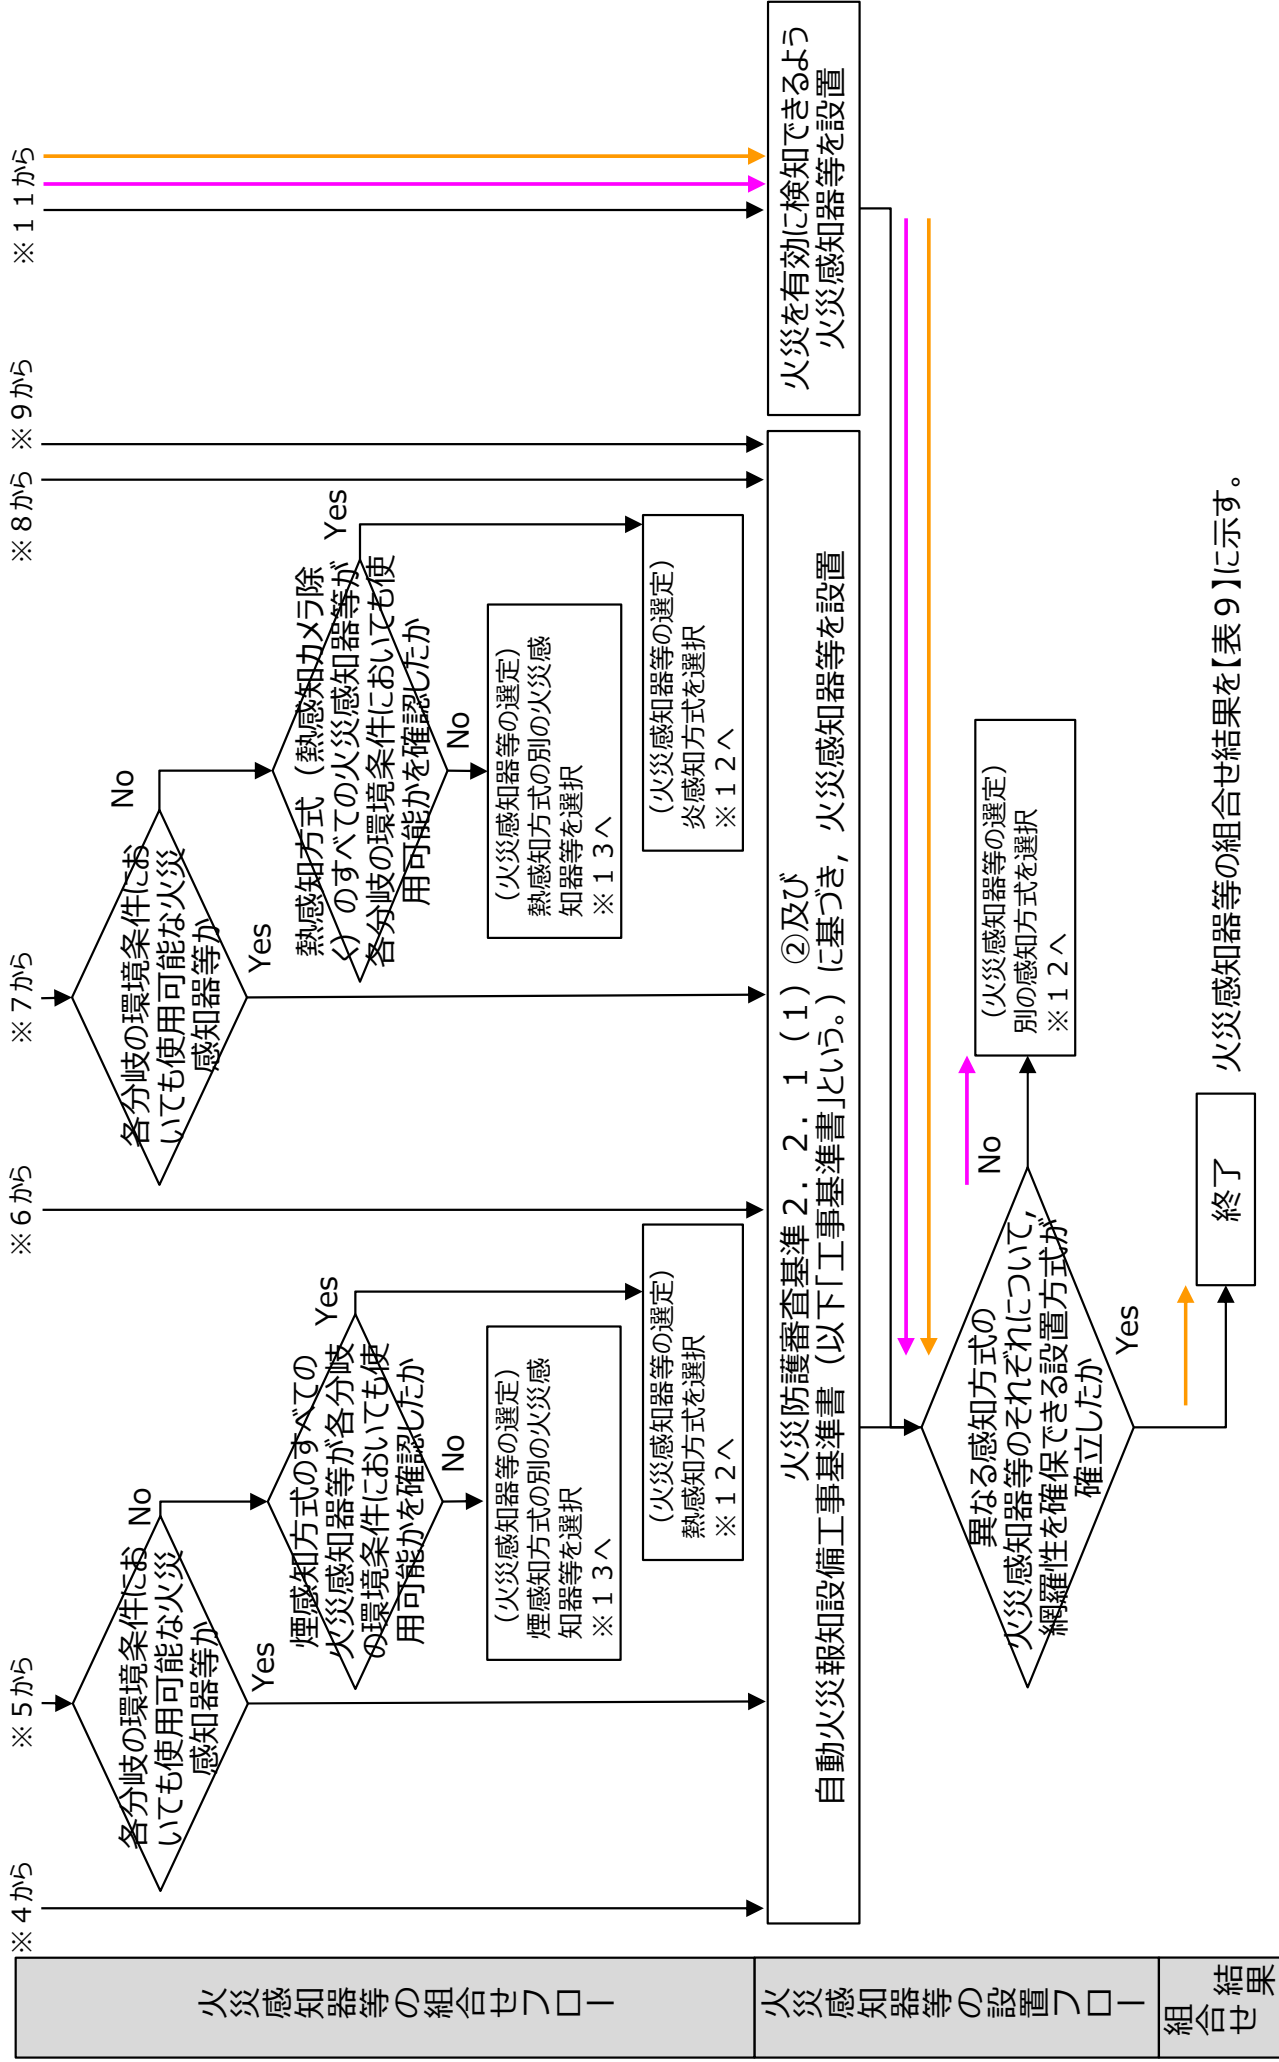 ※４から
※５から
※６から
※７から
※８から
※９から
※１１から
火災感知器等の組合せフロー
各分岐の環境条件にお
いても使用可能な火災
感知器等か
No
Yes
煙感知方式のすべての
火災感知器等が各分岐
の環境条件においても使
用可能かを確認したか
Yes
No
（火災感知器等の選定）
煙感知方式の別の火災感
知器等を選択
※１３へ
（火災感知器等の選定）
熱感知方式を選択
※１２へ
各分岐の環境条件にお
いても使用可能な火災
感知器等か
No
Yes
熱感知方式（熱感知カメラ除
く）のすべての火災感知器等が
各分岐の環境条件においても使
用可能かを確認したか
Yes
No
（火災感知器等の選定）
熱感知方式の別の火災感
知器等を選択
※１３へ
（火災感知器等の選定）
炎感知方式を選択
※１２へ
火災感知器等の設置フロー
火災防護審査基準２．２．１（１）②及び
自動火災報知設備工事基準書（以下「工事基準書」という。）に基づき，火災感知器等を設置
火災を有効に検知できるよう
火災感知器等を設置
異なる感知方式の
火災感知器等のそれぞれについて，
網羅性を確保できる設置方式が
確立したか
No
Yes
（火災感知器等の選定）
別の感知方式を選択
※１２へ
組合せ
結果
終了
火災感知器等の組合せ結果を【表９】に示す。